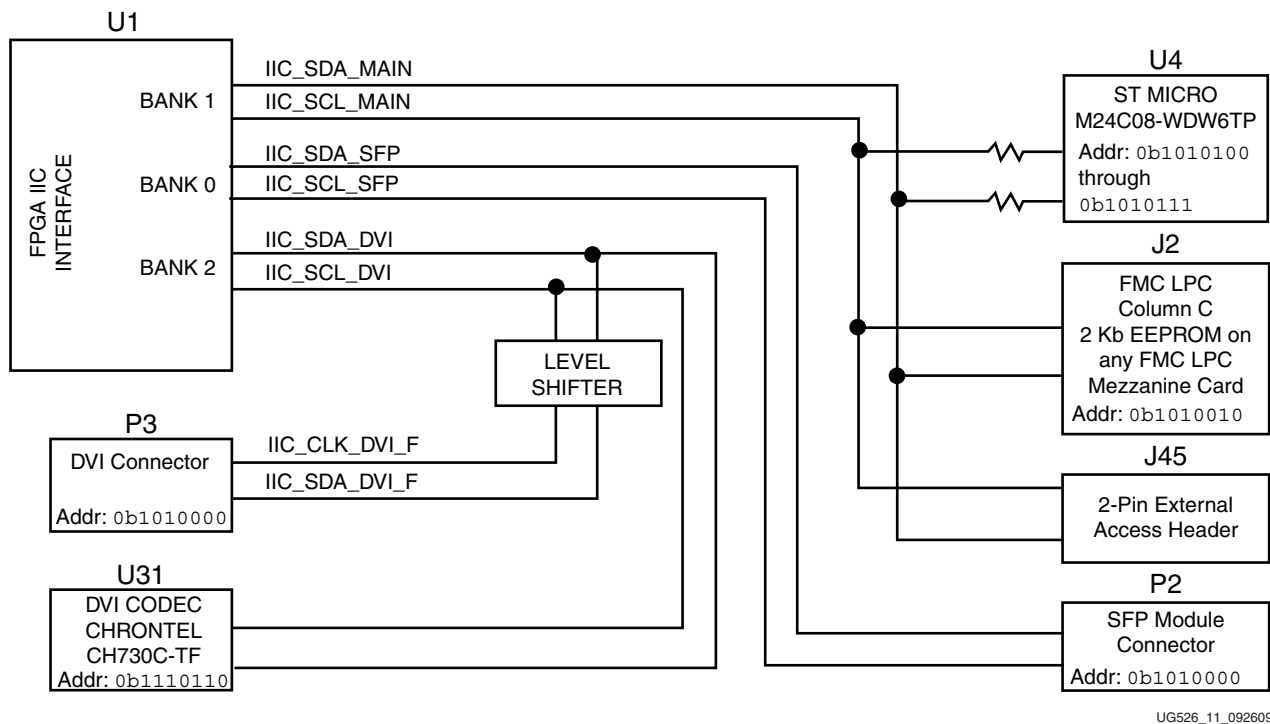 U1
FPGA IIC
INTERFACE
BANK 1
BANK 0
BANK 2
IIC_SDA_MAIN
IIC_SCL_MAIN
IIC_SDA_SFP
IIC_SCL_SFP
IIC_SDA_DVI
IIC_SCL_DVI
LEVEL
SHIFTER
P3
DVI Connector
Addr: 0b1010000
IIC_CLK_DVI_F
IIC_SDA_DVI_F
U31
DVI CODEC
CHRONTEL
CH730C-TF
Addr: 0b1110110
U4
ST MICRO
M24C08-WDW6TP
Addr: 0b1010100
through
0b1010111
J2
FMC LPC
Column C
2 Kb EEPROM on
any FMC LPC
Mezzanine Card
Addr: 0b1010010
J45
2-Pin External
Access Header
P2
SFP Module
Connector
Addr: 0b1010000
UG526_11_092609